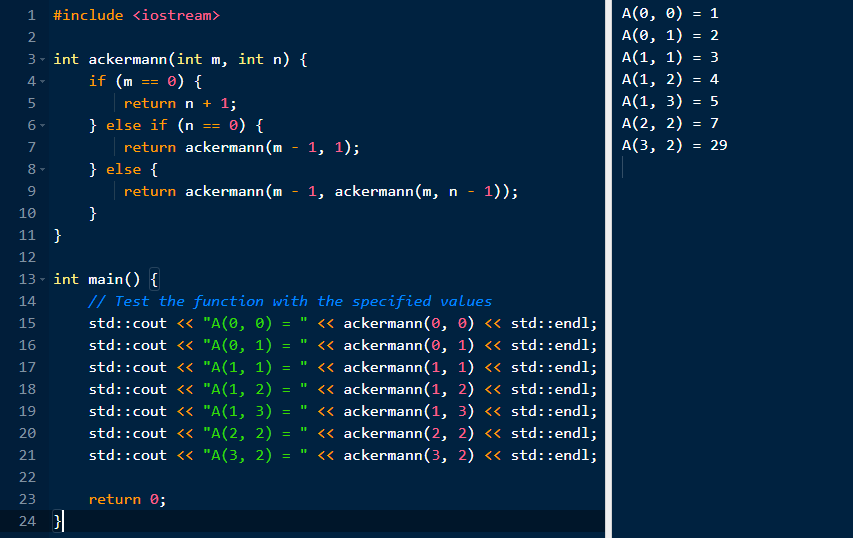 1 #include <iostream>
2
3 int ackermann(int m, int n) {
4     if (m == 0) {
5         return n + 1;
6     } else if (n == 0) {
7         return ackermann(m - 1, 1);
8     } else {
9         return ackermann(m - 1, ackermann(m, n - 1));
10     }
11 }
12
13 int main() {
14     // Test the function with the specified values
15     std::cout << "A(0, 0) = " << ackermann(0, 0) << std::endl;
16     std::cout << "A(0, 1) = " << ackermann(0, 1) << std::endl;
17     std::cout << "A(1, 1) = " << ackermann(1, 1) << std::endl;
18     std::cout << "A(1, 2) = " << ackermann(1, 2) << std::endl;
19     std::cout << "A(1, 3) = " << ackermann(1, 3) << std::endl;
20     std::cout << "A(2, 2) = " << ackermann(2, 2) << std::endl;
21     std::cout << "A(3, 2) = " << ackermann(3, 2) << std::endl;
22
23     return 0;
24 }
A(0, 0) = 1
A(0, 1) = 2
A(1, 1) = 3
A(1, 2) = 4
A(1, 3) = 5
A(2, 2) = 7
A(3, 2) = 29